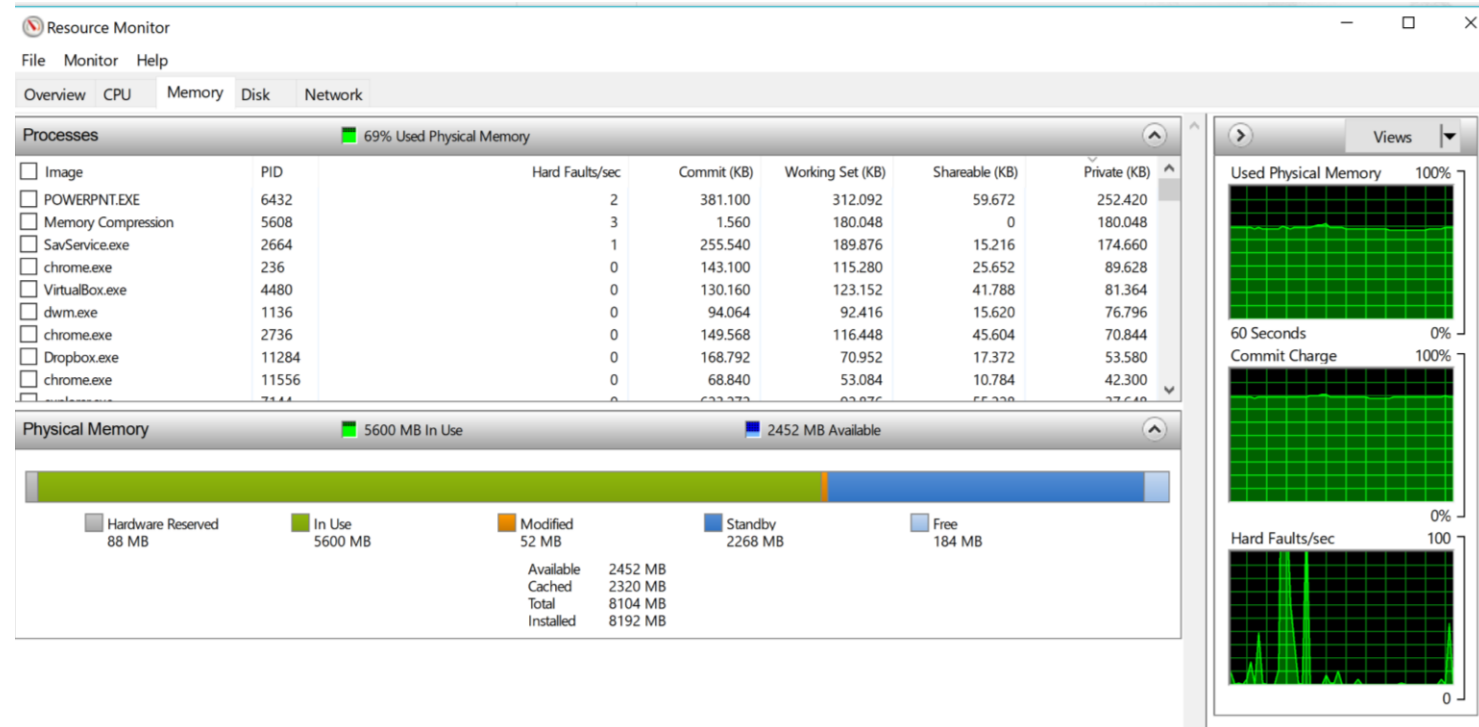 Resource Monitor
File Monitor Help
Overview CPU Memory Disk Network
Processes 69% Used Physical Memory
Image PID Hard Faults/sec Commit (KB) Working Set (KB) Shareable (KB) Private (KB)
POWERPNT.EXE 6432 2 381.100 312.092 59.672 252.420
Memory Compression 5608 3 1.560 180.048 0 180.048
SavService.exe 2664 1 255.540 189.876 15.216 174.660
chrome.exe 236 0 143.100 115.280 25.652 89.628
VirtualBox.exe 4480 0 130.160 123.152 41.788 81.364
dwm.exe 1136 0 94.064 92.416 15.620 76.796
chrome.exe 2736 0 149.568 116.448 45.604 70.844
Dropbox.exe 11284 0 168.792 70.952 17.372 53.580
chrome.exe 11556 0 68.840 53.084 10.784 42.300
Physical Memory 5600 MB In Use 2452 MB Available
Hardware Reserved In Use Modified Standby Free
88 MB 5600 MB 52 MB 2268 MB 184 MB
Available 2452 MB
Cached 2320 MB
Total 8104 MB
Installed 8192 MB
Views
Used Physical Memory 100%
60 Seconds 0%
Commit Charge 100%
0%
Hard Faults/sec 100
0